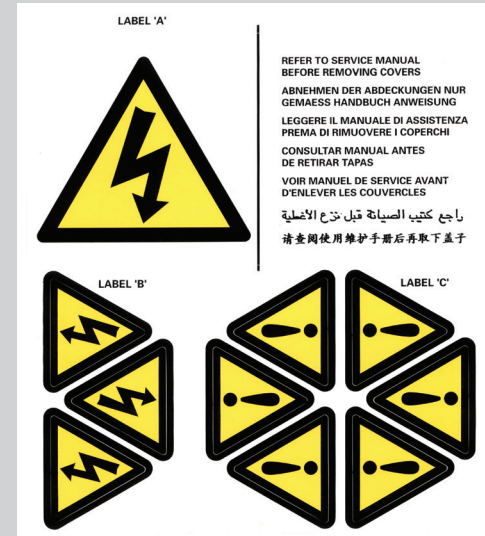 LABEL 'A'
REFER TO SERVICE MANUAL
BEFORE REMOVING COVERS
ABNEHMEN DER ABDECKUNGEN NUR
GEMAESS HANDBUCH ANWEISUNG
LEGGERE IL MANUALE DI ASSISTENZA
PREMA DI RIMUOVERE I COPERCHI
CONSULTAR MANUAL ANTES
DE RETIRAR TAPAS
VOIR MANUEL DE SERVICE AVANT
D'ENLEVER LES COUVERCLES
راجع كتيب الصيانة قبل نزع الأغطية
请查阅使用维护手册后再取下盖子
LABEL 'B'
LABEL 'C'